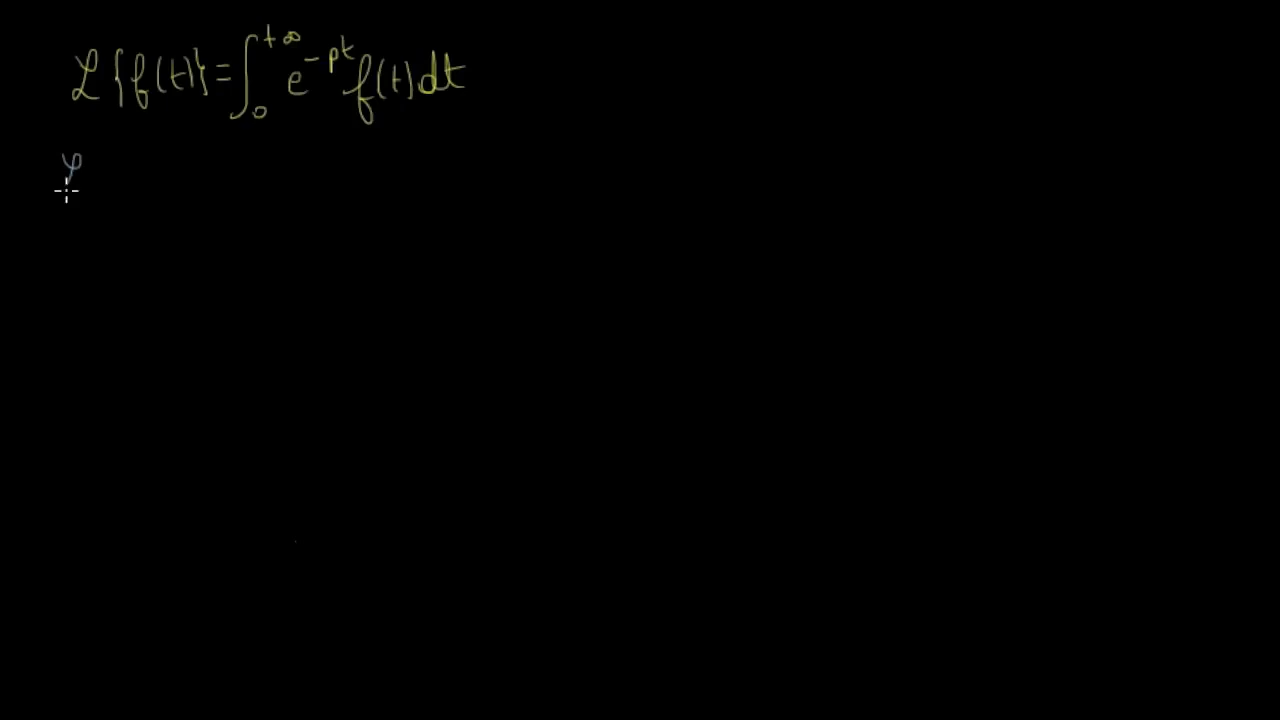 ℒ{f(t)} = ∫₀^{+∞} e^{-pt} f(t) dt